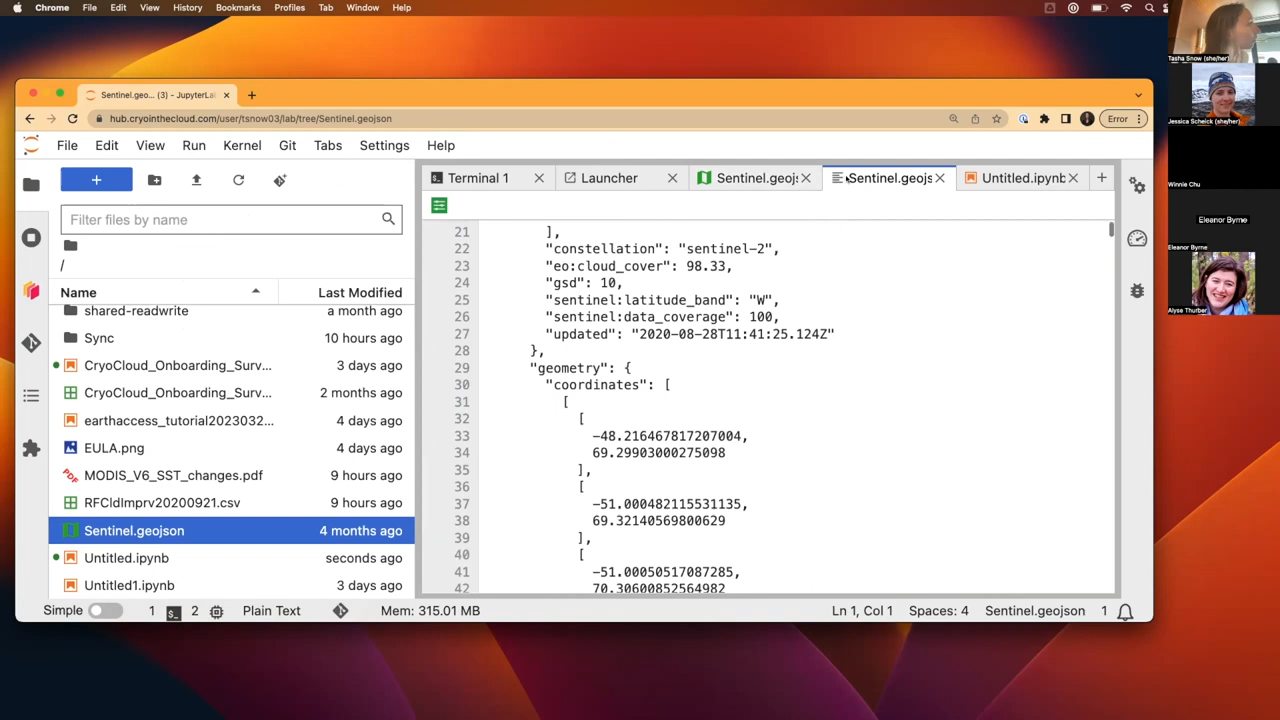 Chrome File Edit View History Bookmarks Profiles Tab Window Help
Tasha Snow (she/her)
Jessica Scheick (she/her)
Winnie Chu
Eleanor Byrne
Eleanor Byrne
Alyse Thurber
Sentinel.geo... (3) - JupyterLa
hub.cryointhecloud.com/user/tsnow03/lab/tree/Sentinel.geojson
Error
File Edit View Run Kernel Git Tabs Settings Help
Filter files by name
/
Name Last Modified
shared-readwrite a month ago
Sync 10 hours ago
CryoCloud_Onboarding_Surv... 3 days ago
CryoCloud_Onboarding_Surv... 2 months ago
earthaccess_tutorial2023032... 4 days ago
EULA.png 4 days ago
MODIS_V6_SST_changes.pdf 9 hours ago
RFCldImprv20200921.csv 9 hours ago
Sentinel.geojson 4 months ago
Untitled.ipynb seconds ago
Untitled1.ipynb 3 days ago
Terminal 1 Launcher Sentinel.geojs Sentinel.geojs Untitled.ipynb
21 ],
22 "constellation": "sentinel-2",
23 "eo:cloud_cover": 98.33,
24 "gsd": 10,
25 "sentinel:latitude_band": "W",
26 "sentinel:data_coverage": 100,
27 "updated": "2020-08-28T11:41:25.124Z"
28 },
29 "geometry": {
30 "coordinates": [
31 [
32 [
33 -48.216467817207004,
34 69.29903000275098
35 ],
36 [
37 -51.0004821155131135,
38 69.32140569800629
39 ],
40 [
41 -51.00050517087285,
42 70.30600852564982
Simple 1 2 Plain Text Mem: 315.01 MB Ln 1, Col 1 Spaces: 4 Sentinel.geojson 1